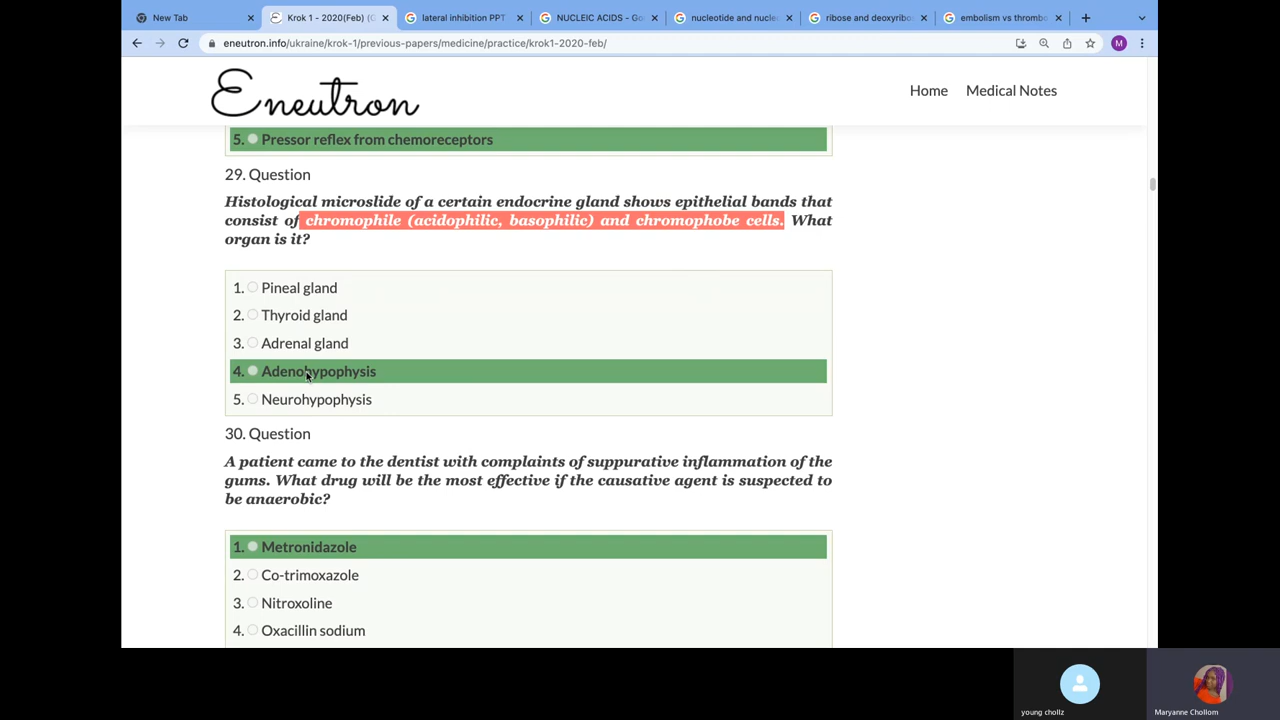 New Tab
Krok 1 - 2020(Feb) (G
lateral inhibition PPT
NUCLEIC ACIDS - Go
nucleotide and nucle
ribose and deoxyribos
embolism vs thrombo
eneutron.info/ukraine/krok-1/previous-papers/medicine/practice/krok1-2020-feb/
M
Eneutron
Home
Medical Notes
5. Pressor reflex from chemoreceptors
29. Question
Histological microslide of a certain endocrine gland shows epithelial bands that
consist of chromophile (acidophilic, basophilic) and chromophobe cells. What
organ is it?
1. Pineal gland
2. Thyroid gland
3. Adrenal gland
4. Adenohypophysis
5. Neurohypophysis
30. Question
A patient came to the dentist with complaints of suppurative inflammation of the
gums. What drug will be the most effective if the causative agent is suspected to
be anaerobic?
1. Metronidazole
2. Co-trimoxazole
3. Nitroxoline
4. Oxacillin sodium
young chollz
Maryanne Chollom